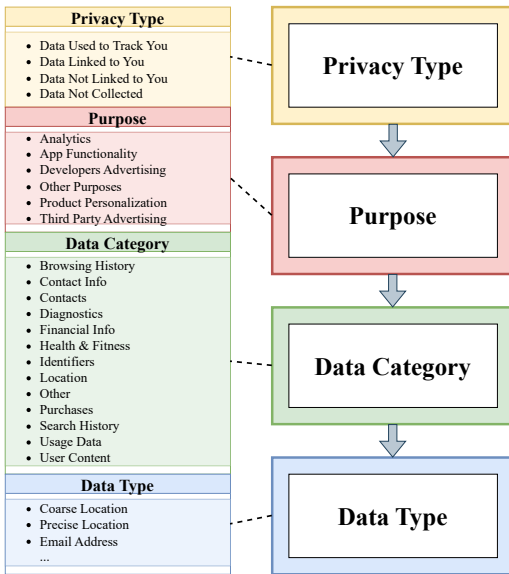 Privacy Type
• Data Used to Track You
• Data Linked to You
• Data Not Linked to You
• Data Not Collected
Purpose
• Analytics
• App Functionality
• Developers Advertising
• Other Purposes
• Product Personalization
• Third Party Advertising
Data Category
• Browsing History
• Contact Info
• Contacts
• Diagnostics
• Financial Info
• Health & Fitness
• Identifiers
• Location
• Other
• Purchases
• Search History
• Usage Data
• User Content
Data Type
• Coarse Location
• Precise Location
• Email Address
...
Privacy Type
Purpose
Data Category
Data Type